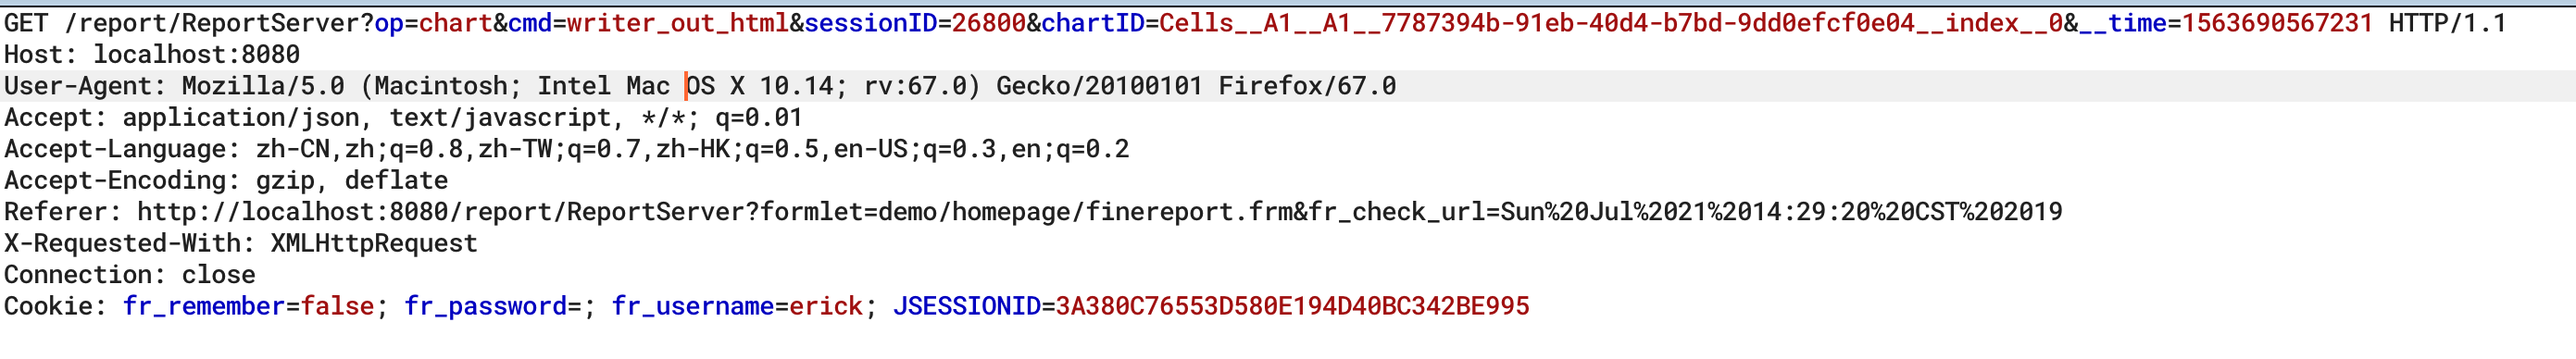 GET /report/ReportServer?op=chart&cmd=writer_out_html&sessionID=26800&chartID=Cells__A1__A1__7787394b-91eb-40d4-b7bd-9dd0efcf0e04__index__0&__time=1563690567231 HTTP/1.1
Host: localhost:8080
User-Agent: Mozilla/5.0 (Macintosh; Intel Mac OS X 10.14; rv:67.0) Gecko/20100101 Firefox/67.0
Accept: application/json, text/javascript, */*; q=0.01
Accept-Language: zh-CN,zh;q=0.8,zh-TW;q=0.7,zh-HK;q=0.5,en-US;q=0.3,en;q=0.2
Accept-Encoding: gzip, deflate
Referer: http://localhost:8080/report/ReportServer?formlet=demo/homepage/finereport.frm&fr_check_url=Sun%20Jul%2021%2014:29:20%20CST%202019
X-Requested-With: XMLHttpRequest
Connection: close
Cookie: fr_remember=false; fr_password=; fr_username=erick; JSESSIONID=3A380C76553D580E194D40BC342BE995